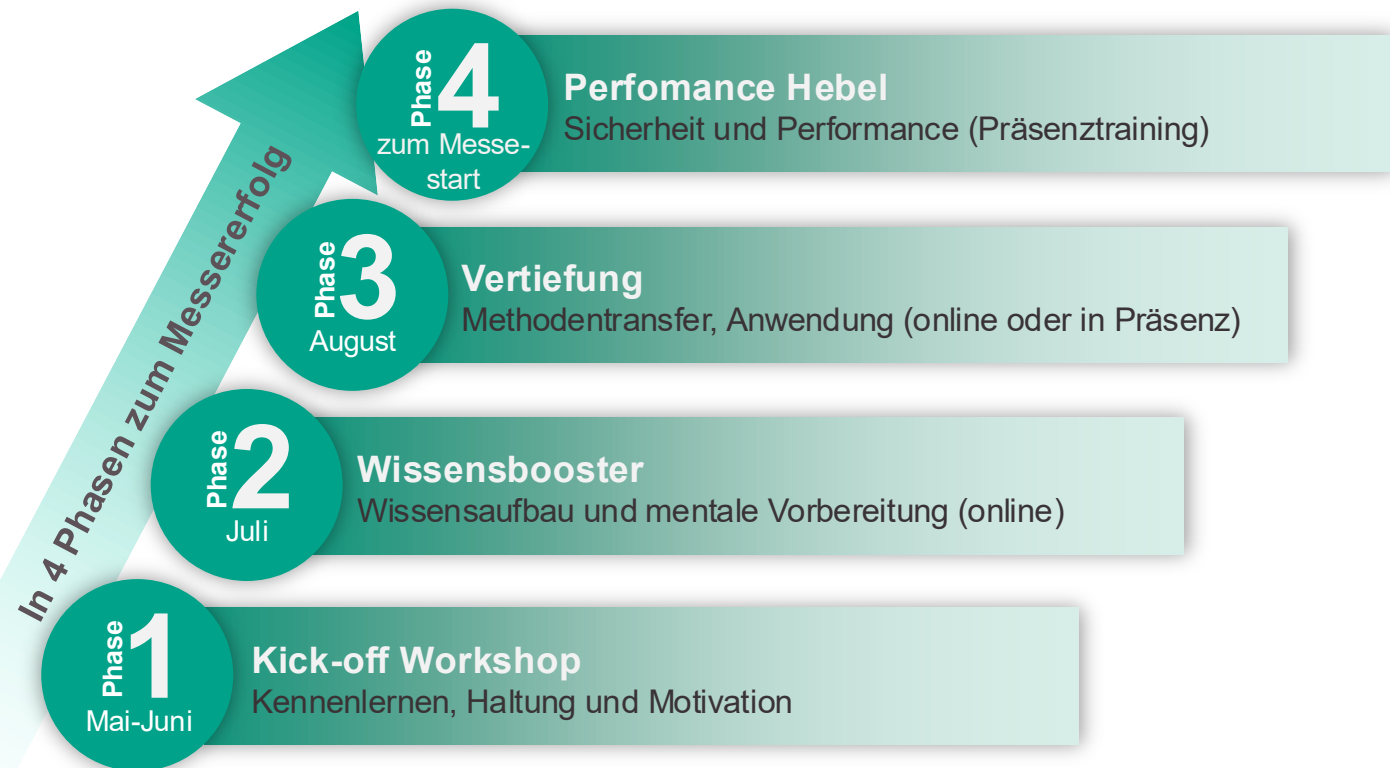 In 4 Phasen zum Messererfolg
Phase 4
zum Messe-
start
Perfomance Hebel
Sicherheit und Performance (Präsenztraining)
Phase 3
August
Vertiefung
Methodentransfer, Anwendung (online oder in Präsenz)
Phase 2
Juli
Wissensbooster
Wissensaufbau und mentale Vorbereitung (online)
Phase 1
Mai-Juni
Kick-off Workshop
Kennenlernen, Haltung und Motivation